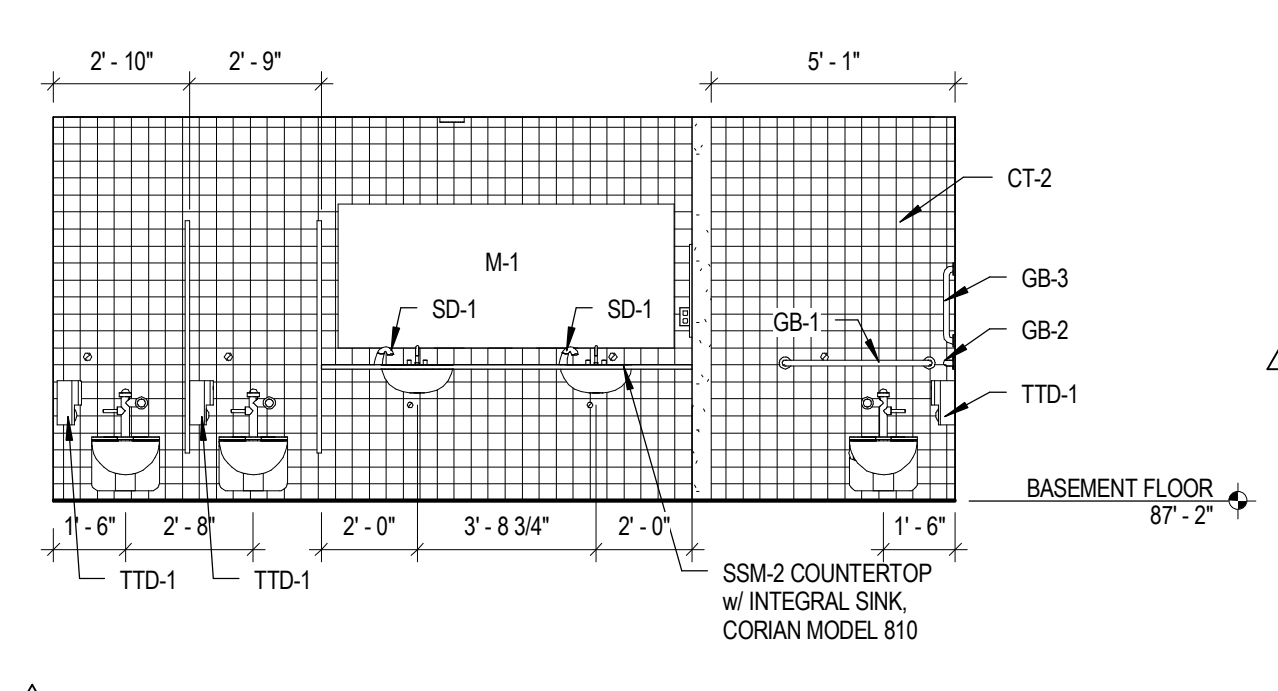 2' - 10"
2' - 9"
5' - 1"
CT-2
M-1
GB-3
SD-1
SD-1
GB-1
GB-2
TTD-1
BASEMENT FLOOR
87' - 2"
1' - 6"
2' - 8"
2' - 0"
3' - 8 3/4"
2' - 0"
1' - 6"
TTD-1
TTD-1
SSM-2 COUNTERTOP
w/ INTEGRAL SINK,
CORIAN MODEL 810